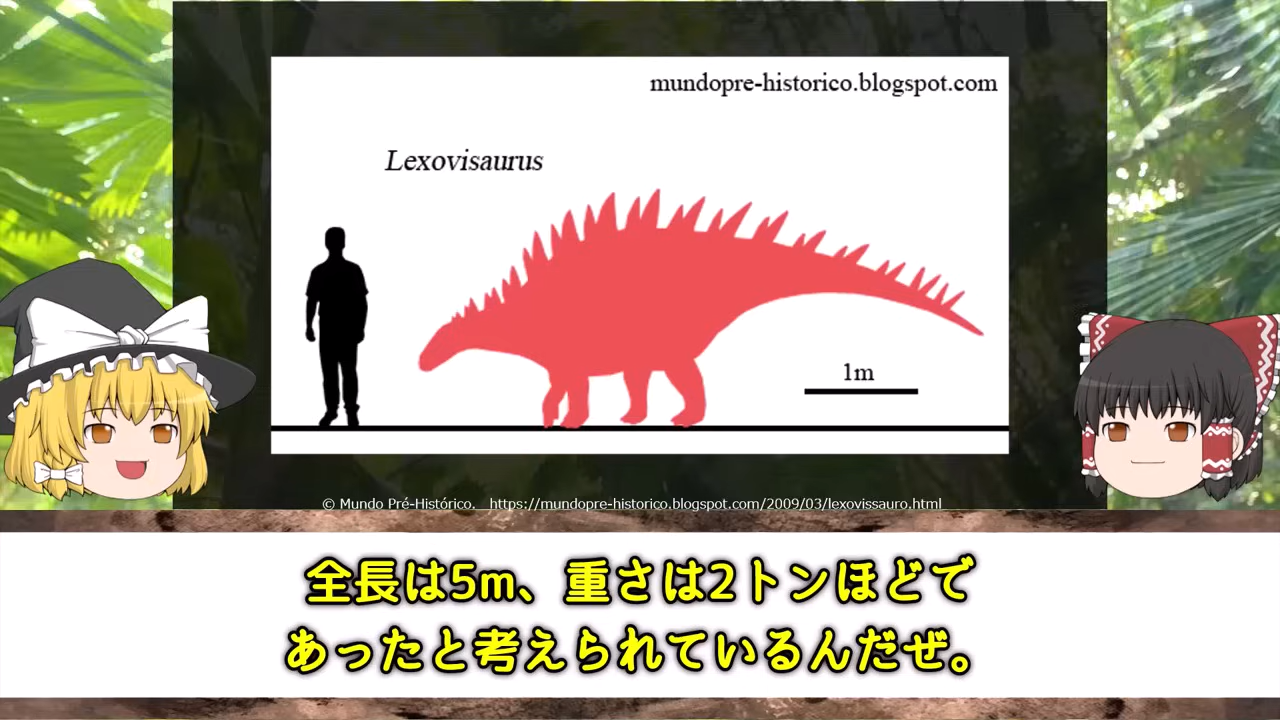 mundopre-historico.blogspot.com
Lexovisaurus
1m
© Mundo Pré-Histórico. https://mundopre-historico.blogspot.com/2009/03/lexovissauro.html
全長は5m、重さは2トンほどで
あったと考えられているんだぜ。